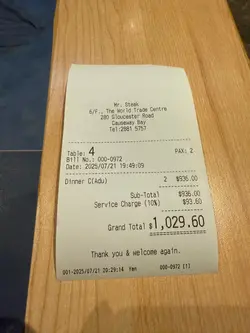 Mr. Steak
6/F., The World Trade Centre
280 Gloucester Road
Causeway Bay
Tel:2881 5757
Table: 4 PAX: 2
Bill No.: 000-0972
Date: 2025/07/21 19:49:09
Dinner C(Adu) 2 $936.00
Sub-Total $936.00
Service Charge (10%) $93.60
Grand Total $1,029.60
Thank you & welcome again.
001-2025/07/21 20:29:14 Yan 000-0972 [1]